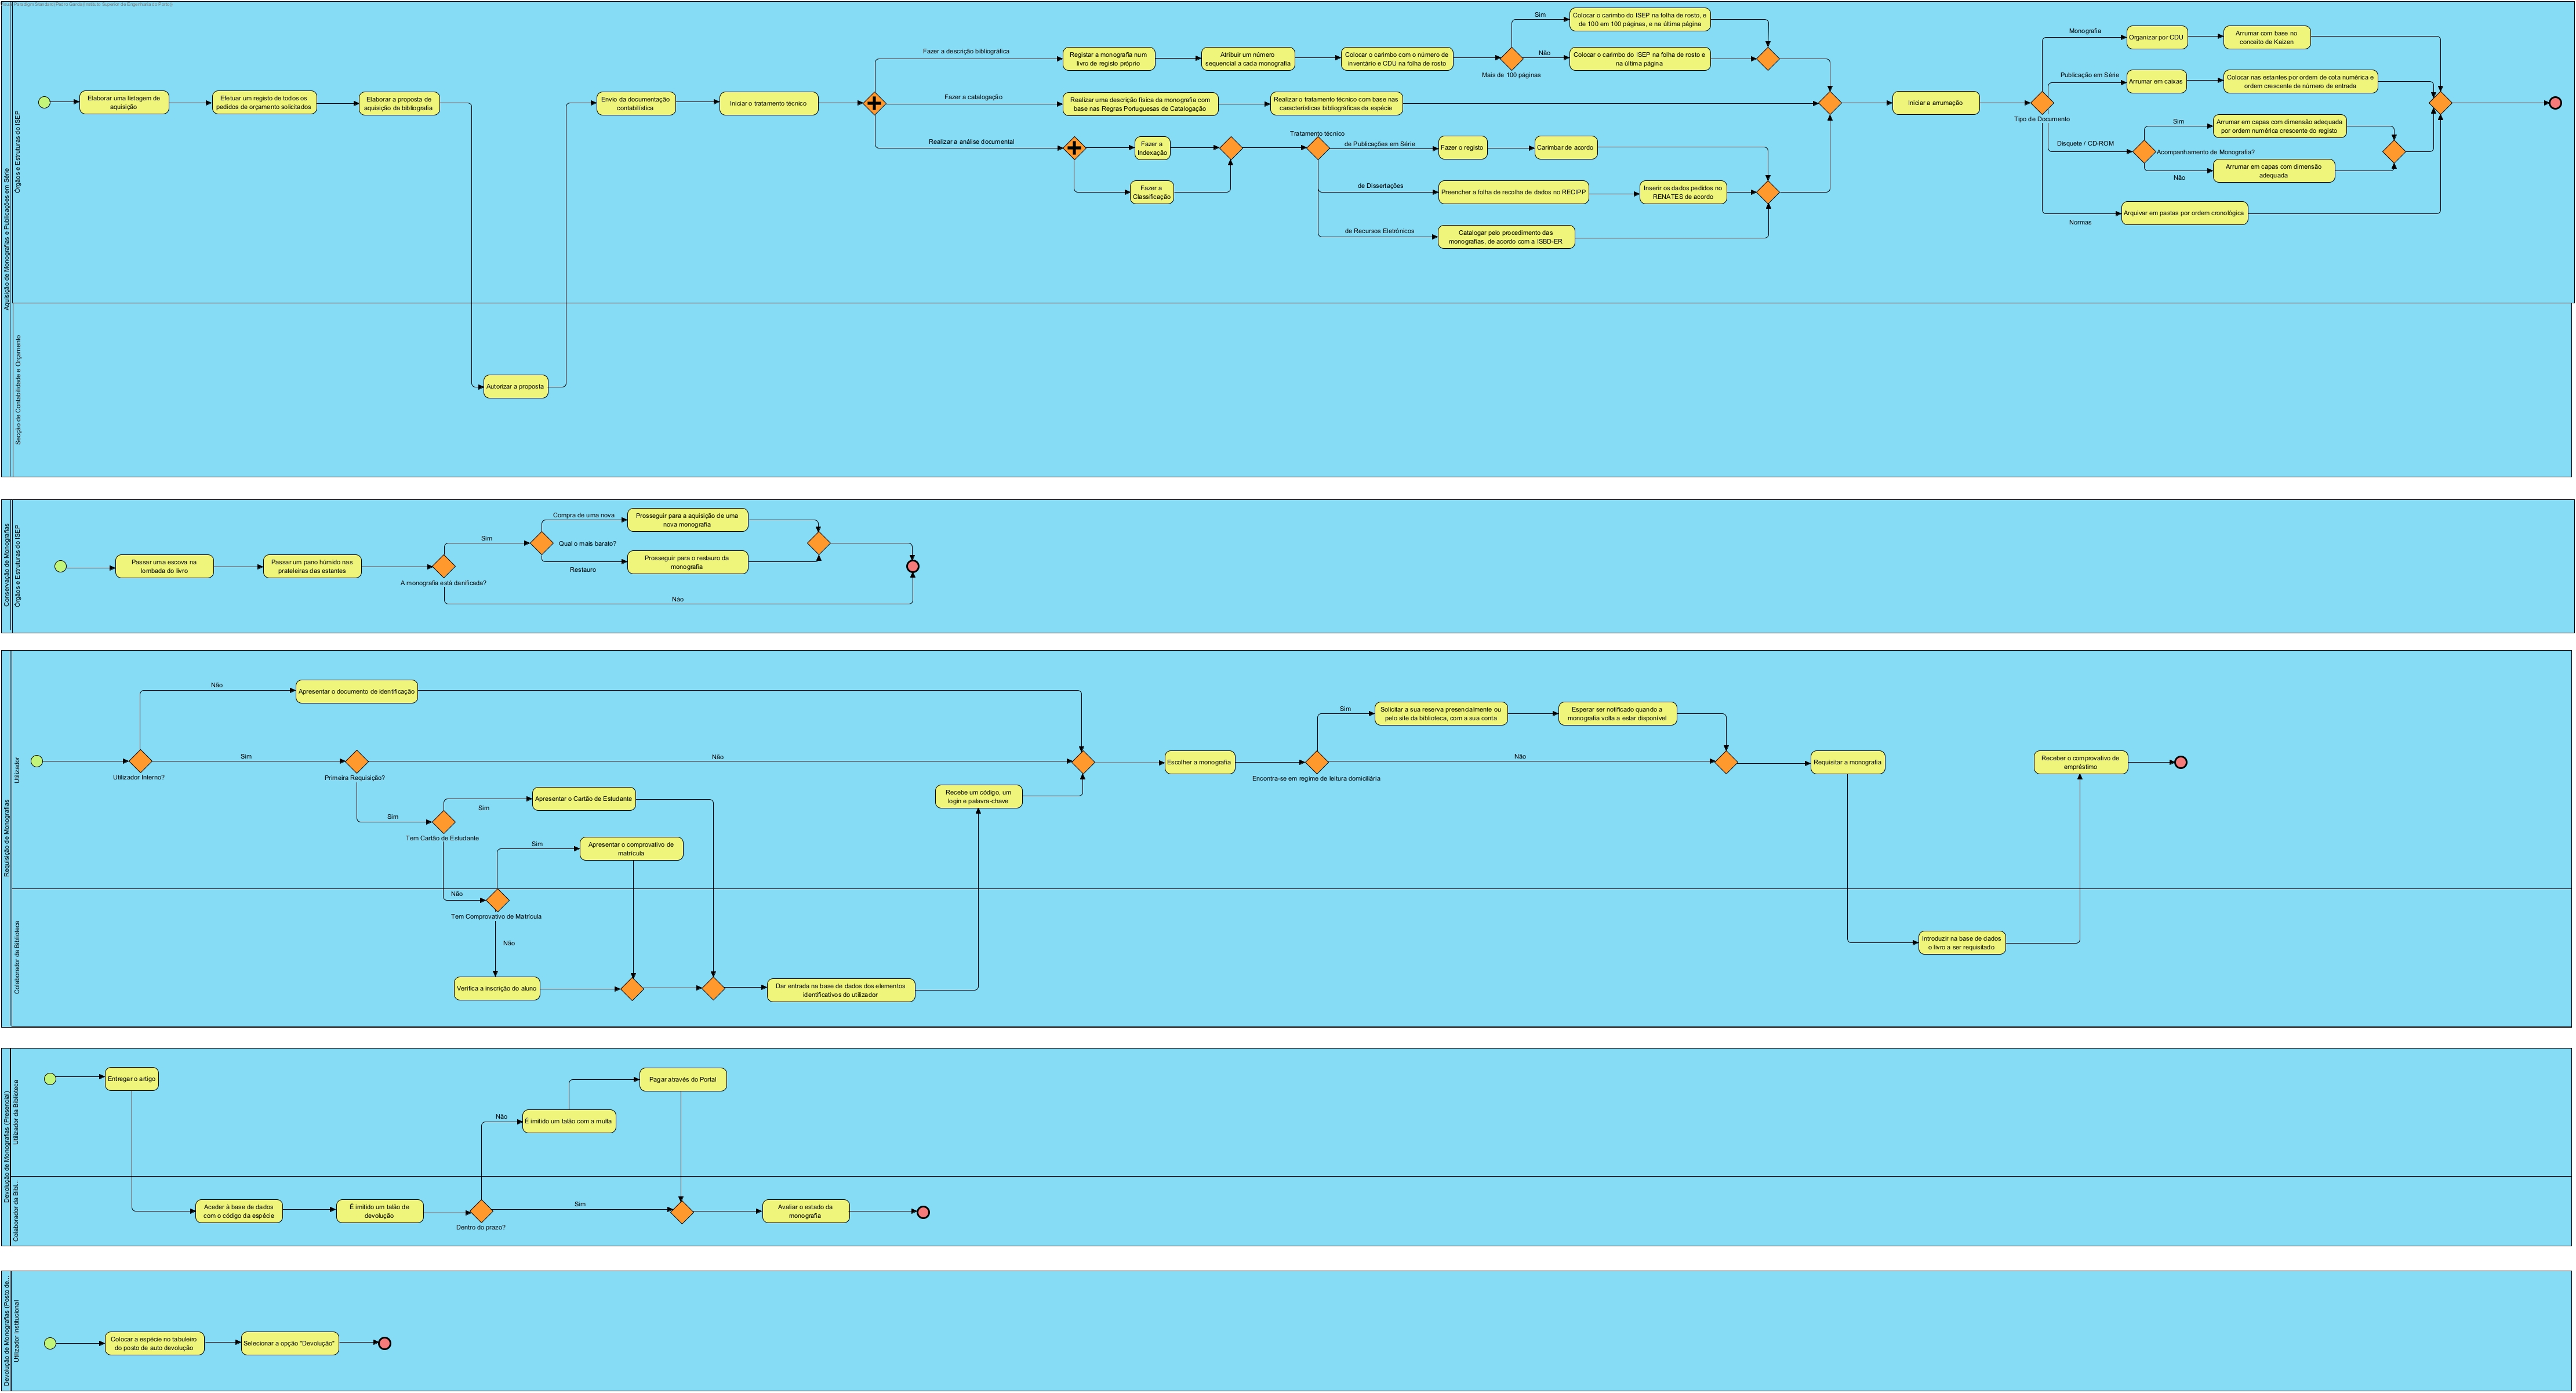 Visual Paradigm Standard(Pedro Garcia(Instituto Superior da Engenharia do Porto))
Aquisição de Monografias e Publicações em Série
Órgãos e Estruturas do ISEP
Elaborar uma listagem de
aquisição
Efetuar um registo de todos os
pedidos de orçamento solicitados
Elaborar a proposta de
aquisição da bibliografia
Envio da documentação
contabilística
Iniciar o tratamento técnico
Fazer a descrição bibliográfica
Registar a monografia num
livro de registo próprio
Atribuir um número
sequencial a cada monografia
Colocar o carimbo com o número de
inventário e CDU na folha de rosto
Mais de 100 páginas
Sim
Colocar o carimbo do ISEP na folha de rosto, e
de 100 em 100 páginas, e na última página
Não
Colocar o carimbo do ISEP na folha de rosto e
na última página
Fazer a catalogação
Realizar uma descrição física da monografia com
base nas Regras Portuguesas de Catalogação
Realizar o tratamento técnico com base nas
características bibliográficas da espécie
Realizar a análise documental
Fazer a
Indexação
Fazer a
Classificação
Tratamento técnico
de Publicações em Série
Fazer o registo
Carimbar de acordo
de Dissertações
Preencher a folha de recolha de dados no RECIPP
Inserir os dados pedidos no
RENATES de acordo
de Recursos Eletrónicos
Catalogar pelo procedimento das
monografias, de acordo com a ISBD-ER
Iniciar a arrumação
Tipo de Documento
Monografia
Organizar por CDU
Arrumar com base no
conceito de Kaizen
Publicação em Série
Arrumar em caixas
Colocar nas estantes por ordem de cota numérica e
ordem crescente de número de entrada
Disquete / CD-ROM
Acompanhamento de Monografia?
Sim
Arrumar em capas com dimensão adequada
por ordem numérica crescente do registo
Não
Arrumar em capas com dimensão
adequada
Normas
Arquivar em pastas por ordem cronológica
Secção de Contabilidade e Orçamento
Autorizar a proposta
Conservação de Monografias
Órgãos e Estruturas do ISEP
Passar uma escova na
lombada do livro
Passar um pano húmido nas
prateleiras das estantes
A monografia está danificada?
Sim
Qual o mais barato?
Compra de uma nova
Prosseguir para a aquisição de uma
nova monografia
Restauro
Prosseguir para o restauro da
monografia
Não
Requisição de Monografias
Utilizador
Utilizador Interno?
Não
Apresentar o documento de identificação
Sim
Primeira Requisição?
Não
Sim
Tem Cartão de Estudante
Sim
Apresentar o Cartão de Estudante
Não
Sim
Apresentar o comprovativo de
matrícula
Recebe um código, um
login e palavra-chave
Escolher a monografia
Encontra-se em regime de leitura domiciliária
Sim
Solicitar a sua reserva presencialmente ou
pelo site da biblioteca, com a sua conta
Esperar ser notificado quando a
monografia volta a estar disponível
Não
Requisitar a monografia
Receber o comprovativo de
empréstimo
Colaborador da Biblioteca
Tem Comprovativo de Matrícula
Não
Verifica a inscrição do aluno
Dar entrada na base de dados dos elementos
identificativos do utilizador
Introduzir na base de dados
o livro a ser requisitado
Devolução de Monografias (Presencial)
Utilizador da Biblioteca
Entregar o artigo
Não
É imitido um talão com a multa
Pagar através do Portal
Colaborador da Bibl...
Aceder à base de dados
com o código da espécie
É imitido um talão de
devolução
Dentro do prazo?
Sim
Avaliar o estado da
monografia
Devolução de Monografias (Posto de...
Utilizador Institucional
Colocar a espécie no tabuleiro
do posto de auto devolução
Selecionar a opção "Devolução"